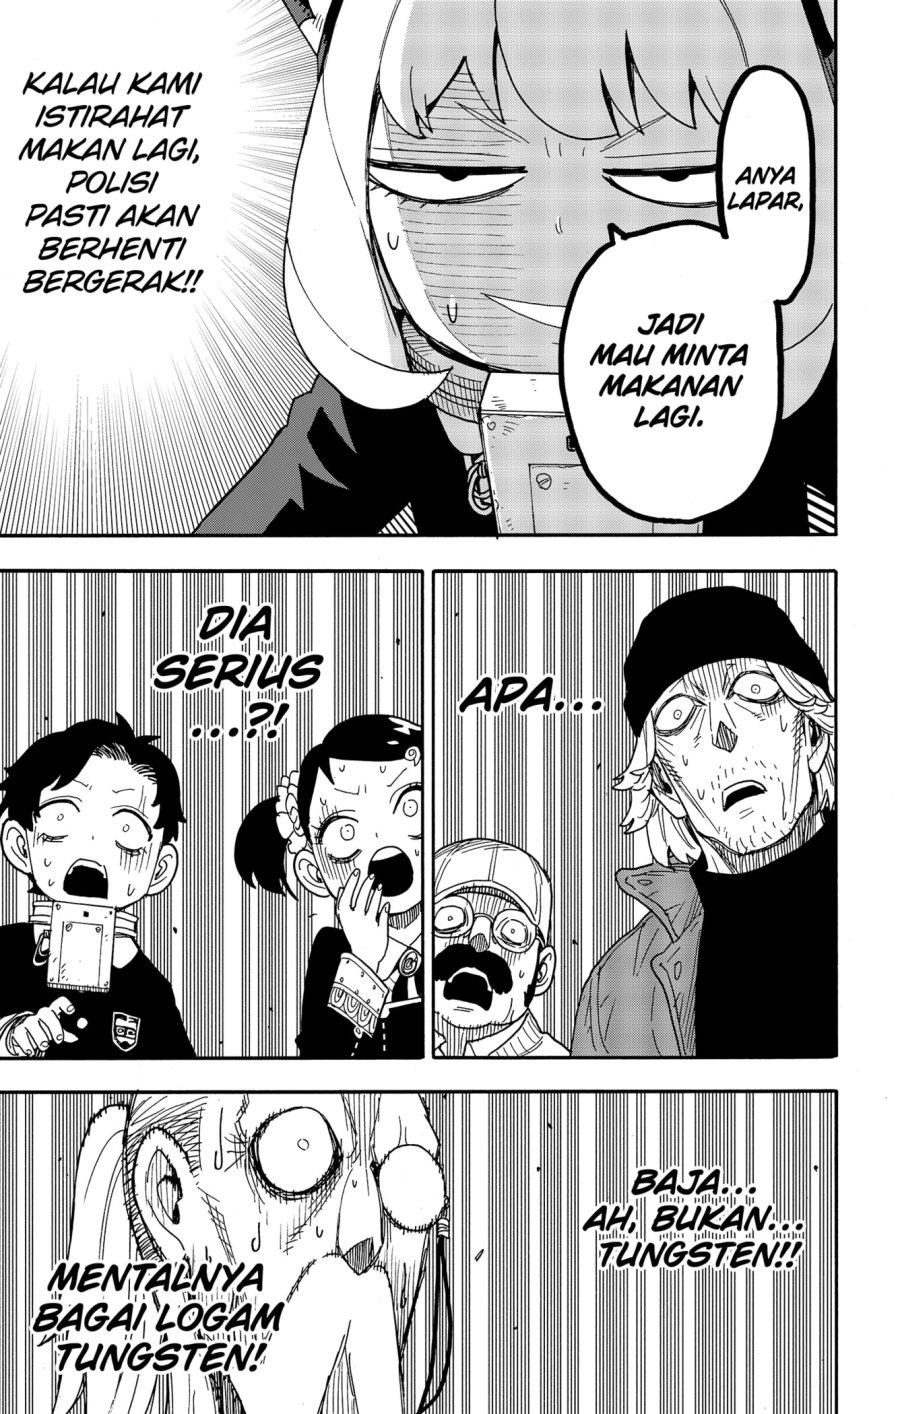 ANYA
LAPAR,
JADI
MAU MINTA
MAKANAN
LAGI.
KALAU KAMI
ISTIRAHAT
MAKAN LAGI,
POLISI
PASTI AKAN
BERHENTI
BERGERAK!!
APA...
DIA
SERIUS
...?!
BAJA...
AH, BUKAN...
TUNGSTEN!!
MENTALNYA
BAGAI LOGAM
TUNGSTEN!